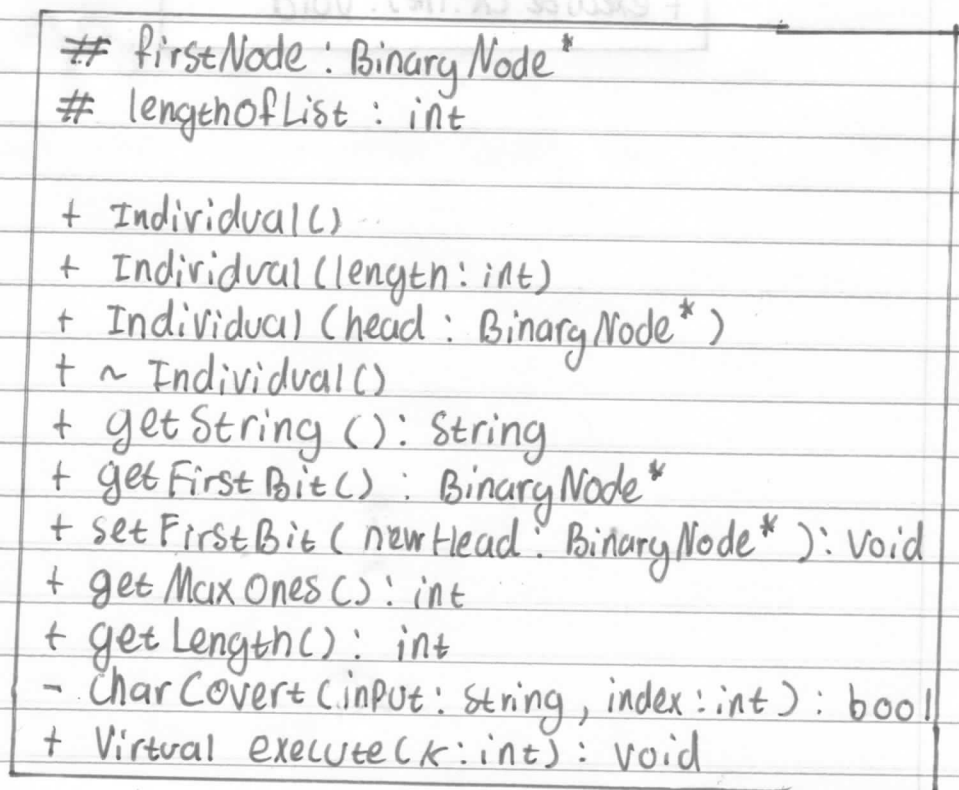 # firstNode : BinaryNode*
# lengthOfList : int
+ Individual()
+ Individual(length : int)
+ Individual (head : BinaryNode* )
+ ~ Individual()
+ getString () : String
+ getFirstBit() : BinaryNode*
+ setFirstBit ( newHead : BinaryNode* ) : void
+ getMaxOnes() : int
+ getLength() : int
- CharCovert (input : string, index : int) : bool
+ Virtual execute(k : int) : void